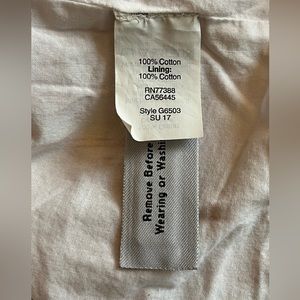 100% Cotton
Lining:
100% Cotton
RN77388
CA56445
Style G6503
SU 17
Remove Before
Wearing or Washi